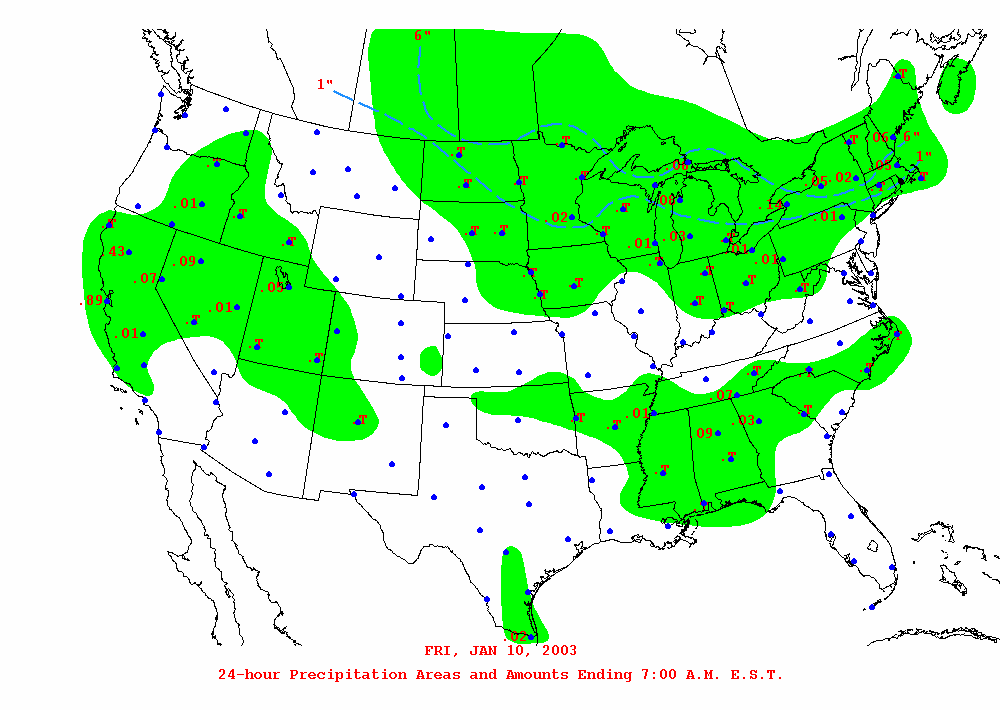 6"
1"
.T
.06
6"
.T
.T
.05
1"
.T
.T
.T
.T
.05
.02
.T
.T
.01
.08
.14
.T
.T
.02
.T
.01
.T
43
.T
.T
.T
.01
.03
.T
.01
.09
.T
.01
.07
.T
.T
.T
.05
.T
.T
.89
.01
.T
.T
.T
.T
.01
.T
.T
.T
.T
.T
.07
.T
.T
.T
.01
.03
.T
09
.T
.T
.T
.02
FRI, JAN 10, 2003
24-hour Precipitation Areas and Amounts Ending 7:00 A.M. E.S.T.